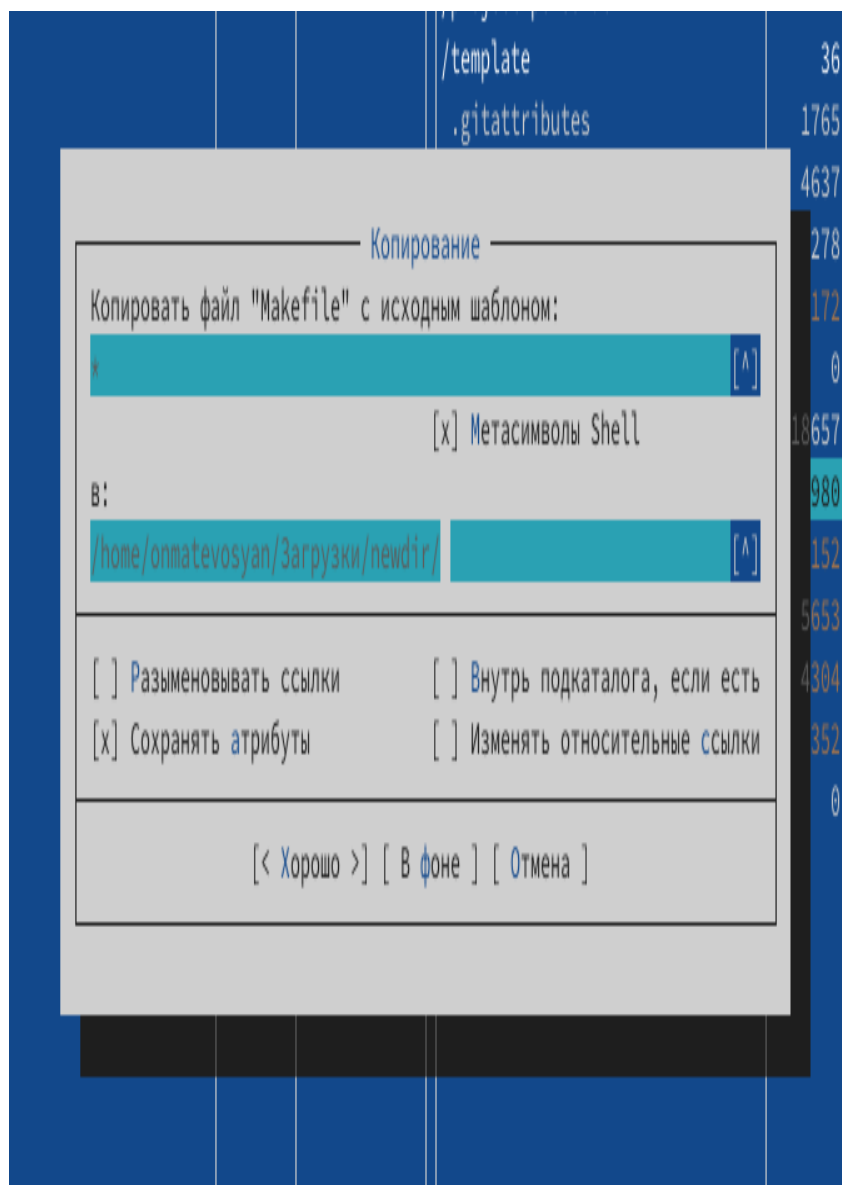 /template 36
.gitattributes 1765
4637
Копирование 278
Копировать файл "Makefile" с исходным шаблоном: 172
* [^] 0
[x] Метасимволы Shell 18657
в: 980
/home/onmatevosyan/Загрузки/newdir/ [^] 152
5653
[ ] Разыменовывать ссылки [ ] Внутрь подкаталога, если есть 4304
[x] Сохранять атрибуты [ ] Изменять относительные ссылки 352
0
[< Хорошо >] [ В фоне ] [ Отмена ]